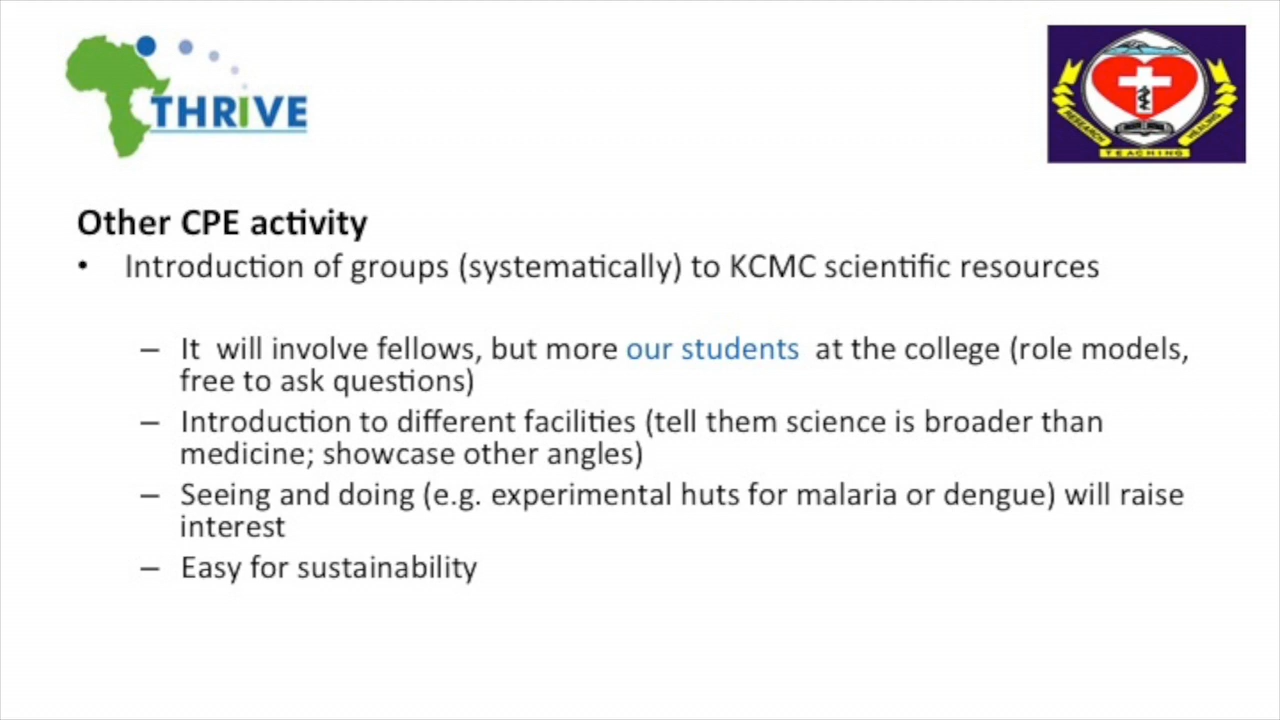 THRIVE
RESEARCH
TEACHING
HEALING
Other CPE activity
• Introduction of groups (systematically) to KCMC scientific resources
– It will involve fellows, but more our students at the college (role models,
free to ask questions)
– Introduction to different facilities (tell them science is broader than
medicine; showcase other angles)
– Seeing and doing (e.g. experimental huts for malaria or dengue) will raise
interest
– Easy for sustainability